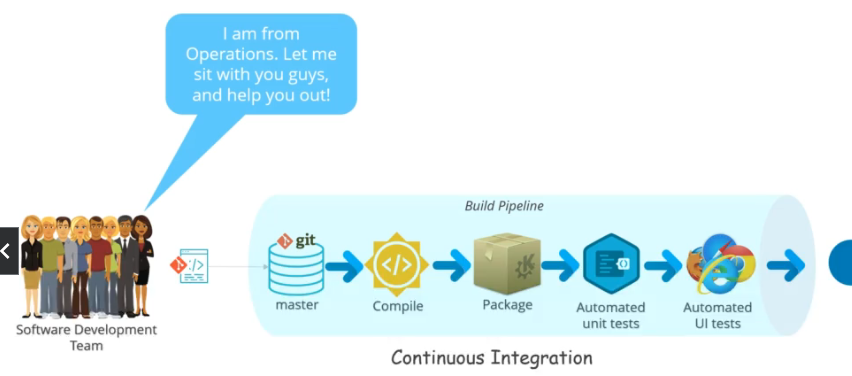 I am from
Operations. Let me
sit with you guys,
and help you out!
Build Pipeline
git
master
Compile
Package
Automated
unit tests
Automated
UI tests
Software Development
Team
Continuous Integration